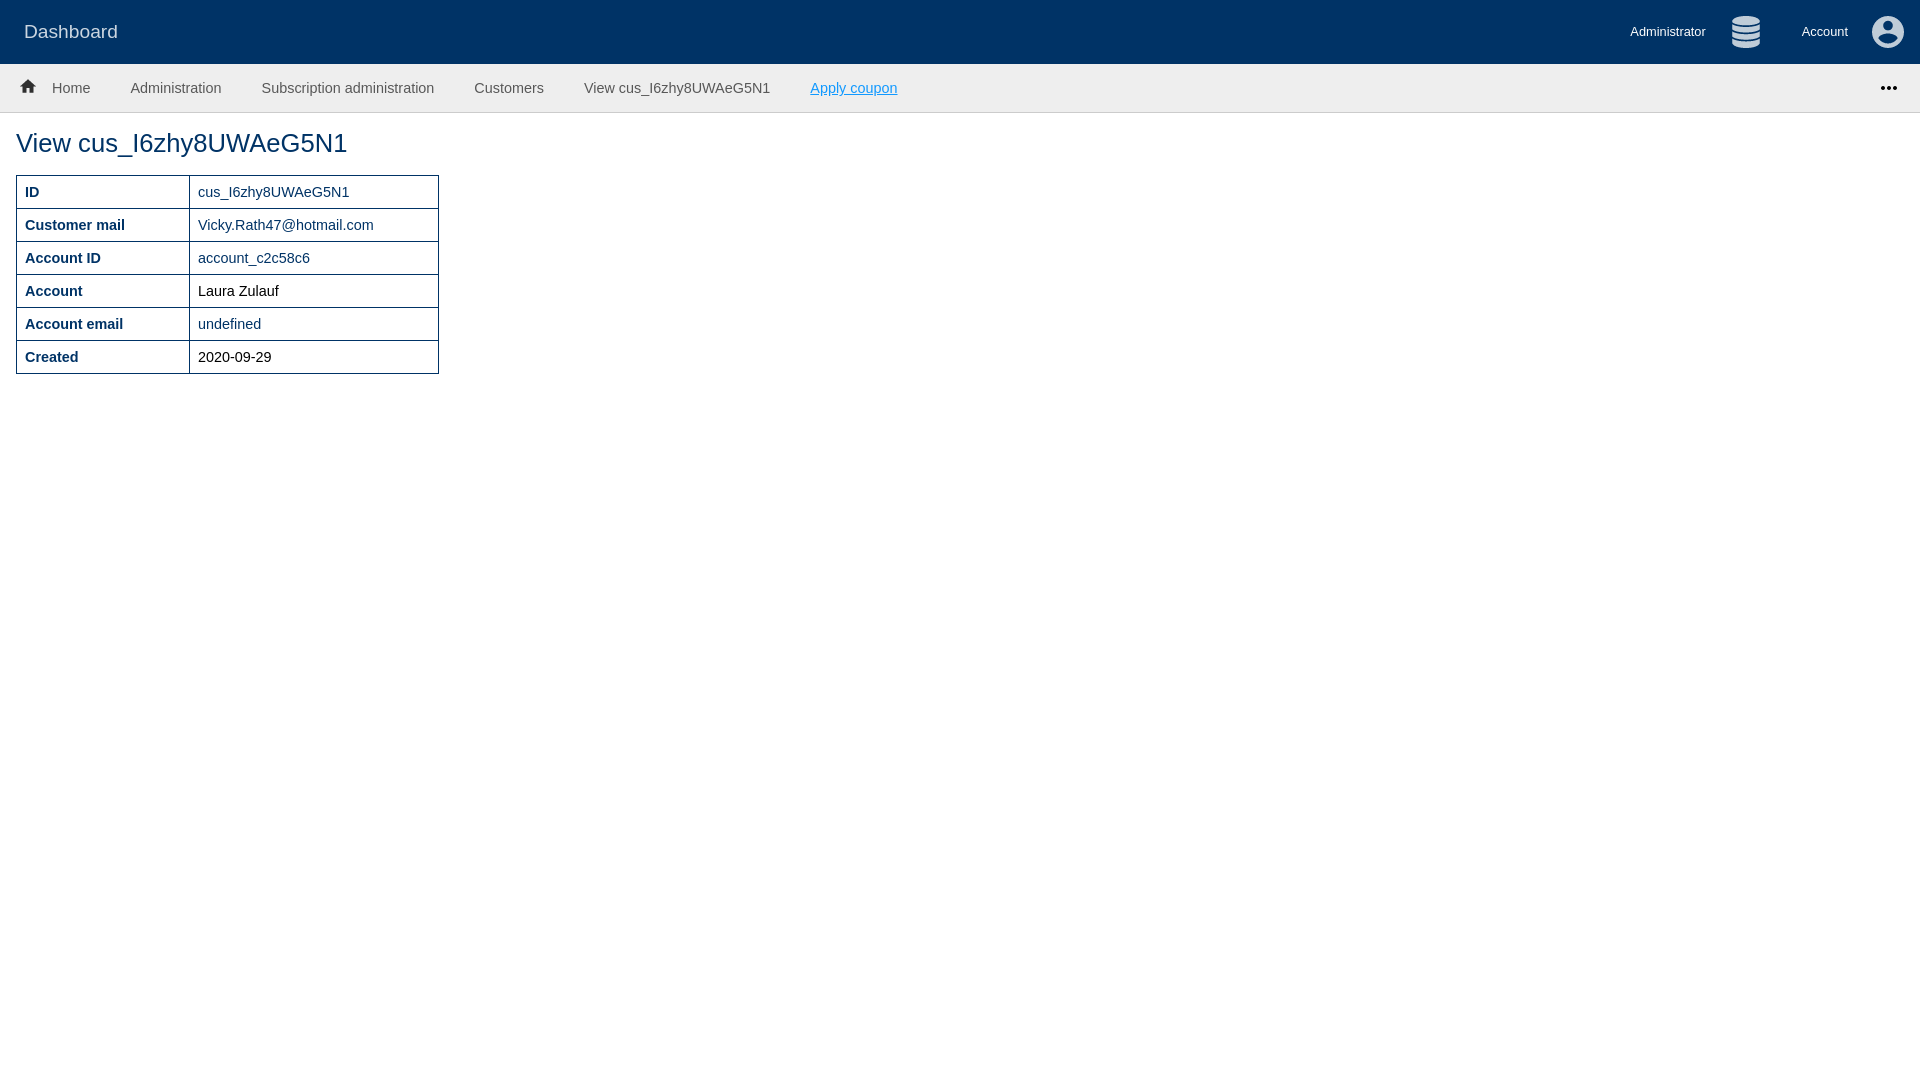 Dashboard
Administrator
Account
Home
Administration
Subscription administration
Customers
View cus_I6zhy8UWAeG5N1
Apply coupon
View cus_I6zhy8UWAeG5N1
ID cus_I6zhy8UWAeG5N1
Customer mail Vicky.Rath47@hotmail.com
Account ID account_c2c58c6
Account Laura Zulauf
Account email undefined
Created 2020-09-29